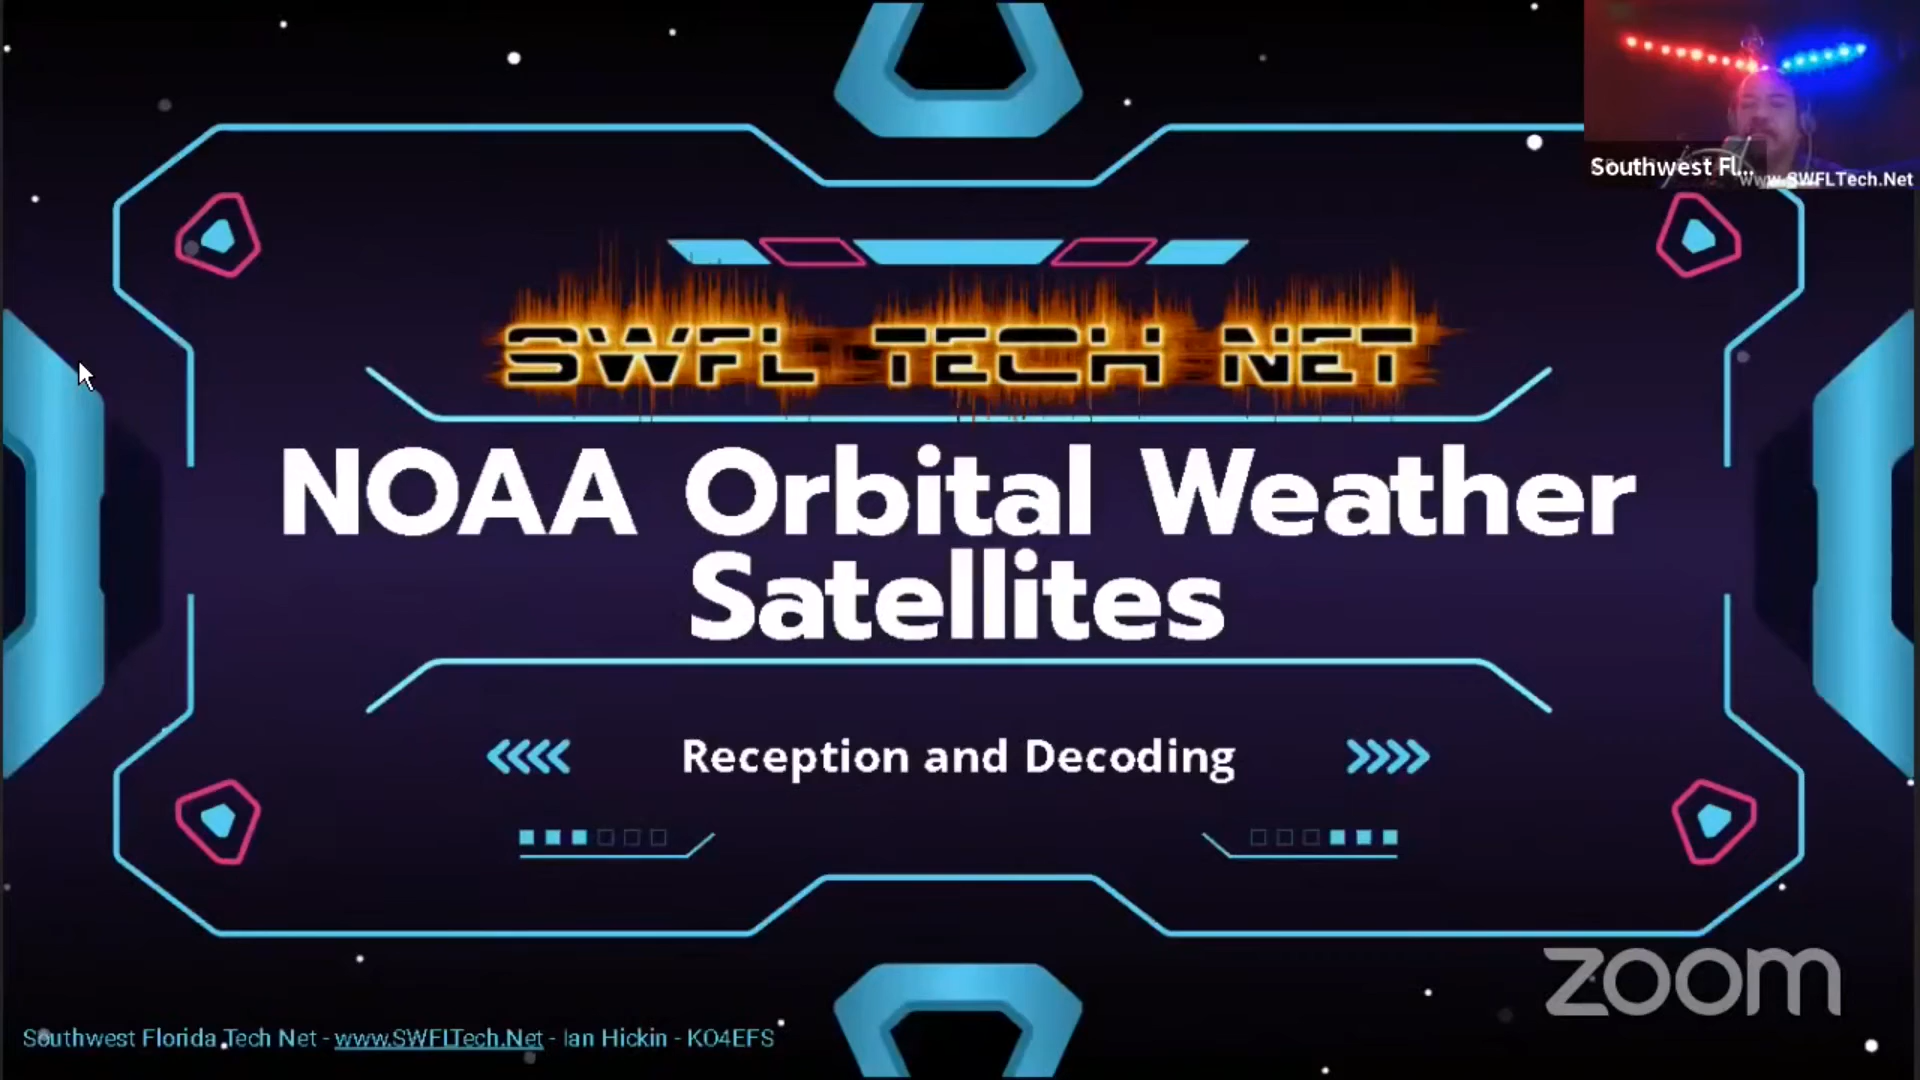 Southwest Fl...
www.SWFLTech.Net
SWFL TECH NET
NOAA Orbital Weather
Satellites
Reception and Decoding
zoom
Southwest Florida Tech Net - www.SWFLTech.Net - Ian Hickin - KO4EFS